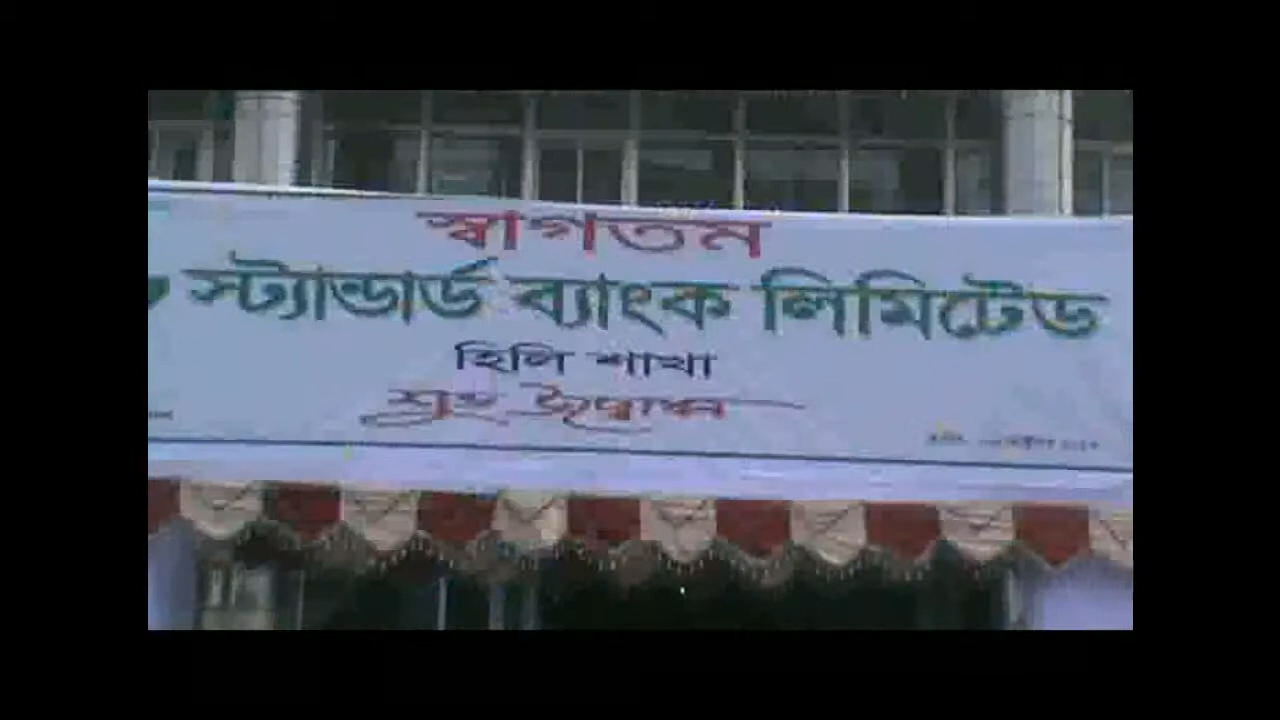 স্বাগতম
স্ট্যান্ডার্ড ব্যাংক লিমিটেড
হিলি শাখা
শুভ উদ্বোধন